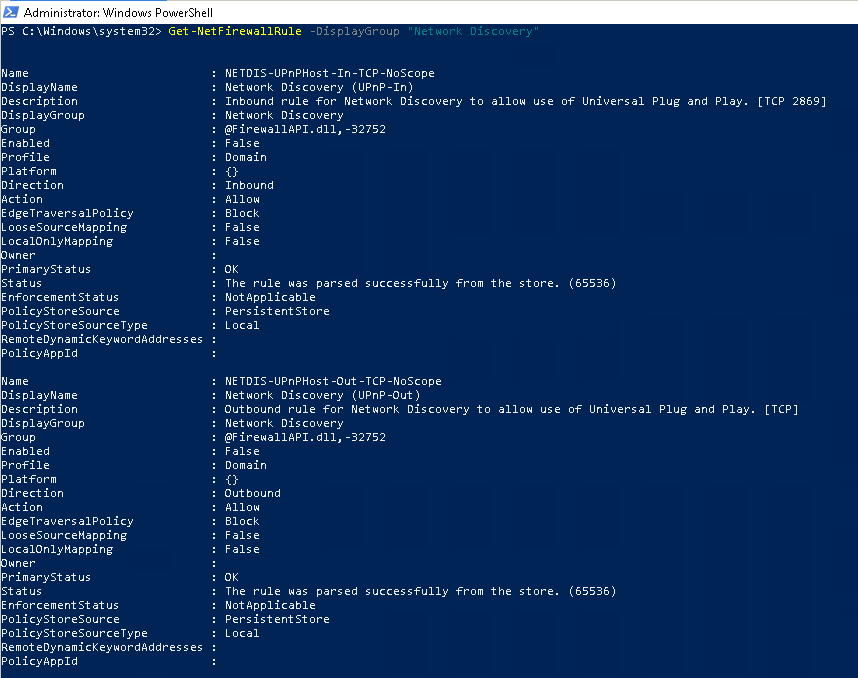 Administrator: Windows PowerShell
PS C:\Windows\system32> Get-NetFirewallRule -DisplayGroup "Network Discovery"
Name : NETDIS-UPnPHost-In-TCP-NoScope
DisplayName : Network Discovery (UPnP-In)
Description : Inbound rule for Network Discovery to allow use of Universal Plug and Play. [TCP 2869]
DisplayGroup : Network Discovery
Group : @FirewallAPI.dll,-32752
Enabled : False
Profile : Domain
Platform : {}
Direction : Inbound
Action : Allow
EdgeTraversalPolicy : Block
LooseSourceMapping : False
LocalOnlyMapping : False
Owner :
PrimaryStatus : OK
Status : The rule was parsed successfully from the store. (65536)
EnforcementStatus : NotApplicable
PolicyStoreSource : PersistentStore
PolicyStoreSourceType : Local
RemoteDynamicKeywordAddresses :
PolicyAppId :
Name : NETDIS-UPnPHost-Out-TCP-NoScope
DisplayName : Network Discovery (UPnP-Out)
Description : Outbound rule for Network Discovery to allow use of Universal Plug and Play. [TCP]
DisplayGroup : Network Discovery
Group : @FirewallAPI.dll,-32752
Enabled : False
Profile : Domain
Platform : {}
Direction : Outbound
Action : Allow
EdgeTraversalPolicy : Block
LooseSourceMapping : False
LocalOnlyMapping : False
Owner :
PrimaryStatus : OK
Status : The rule was parsed successfully from the store. (65536)
EnforcementStatus : NotApplicable
PolicyStoreSource : PersistentStore
PolicyStoreSourceType : Local
RemoteDynamicKeywordAddresses :
PolicyAppId :